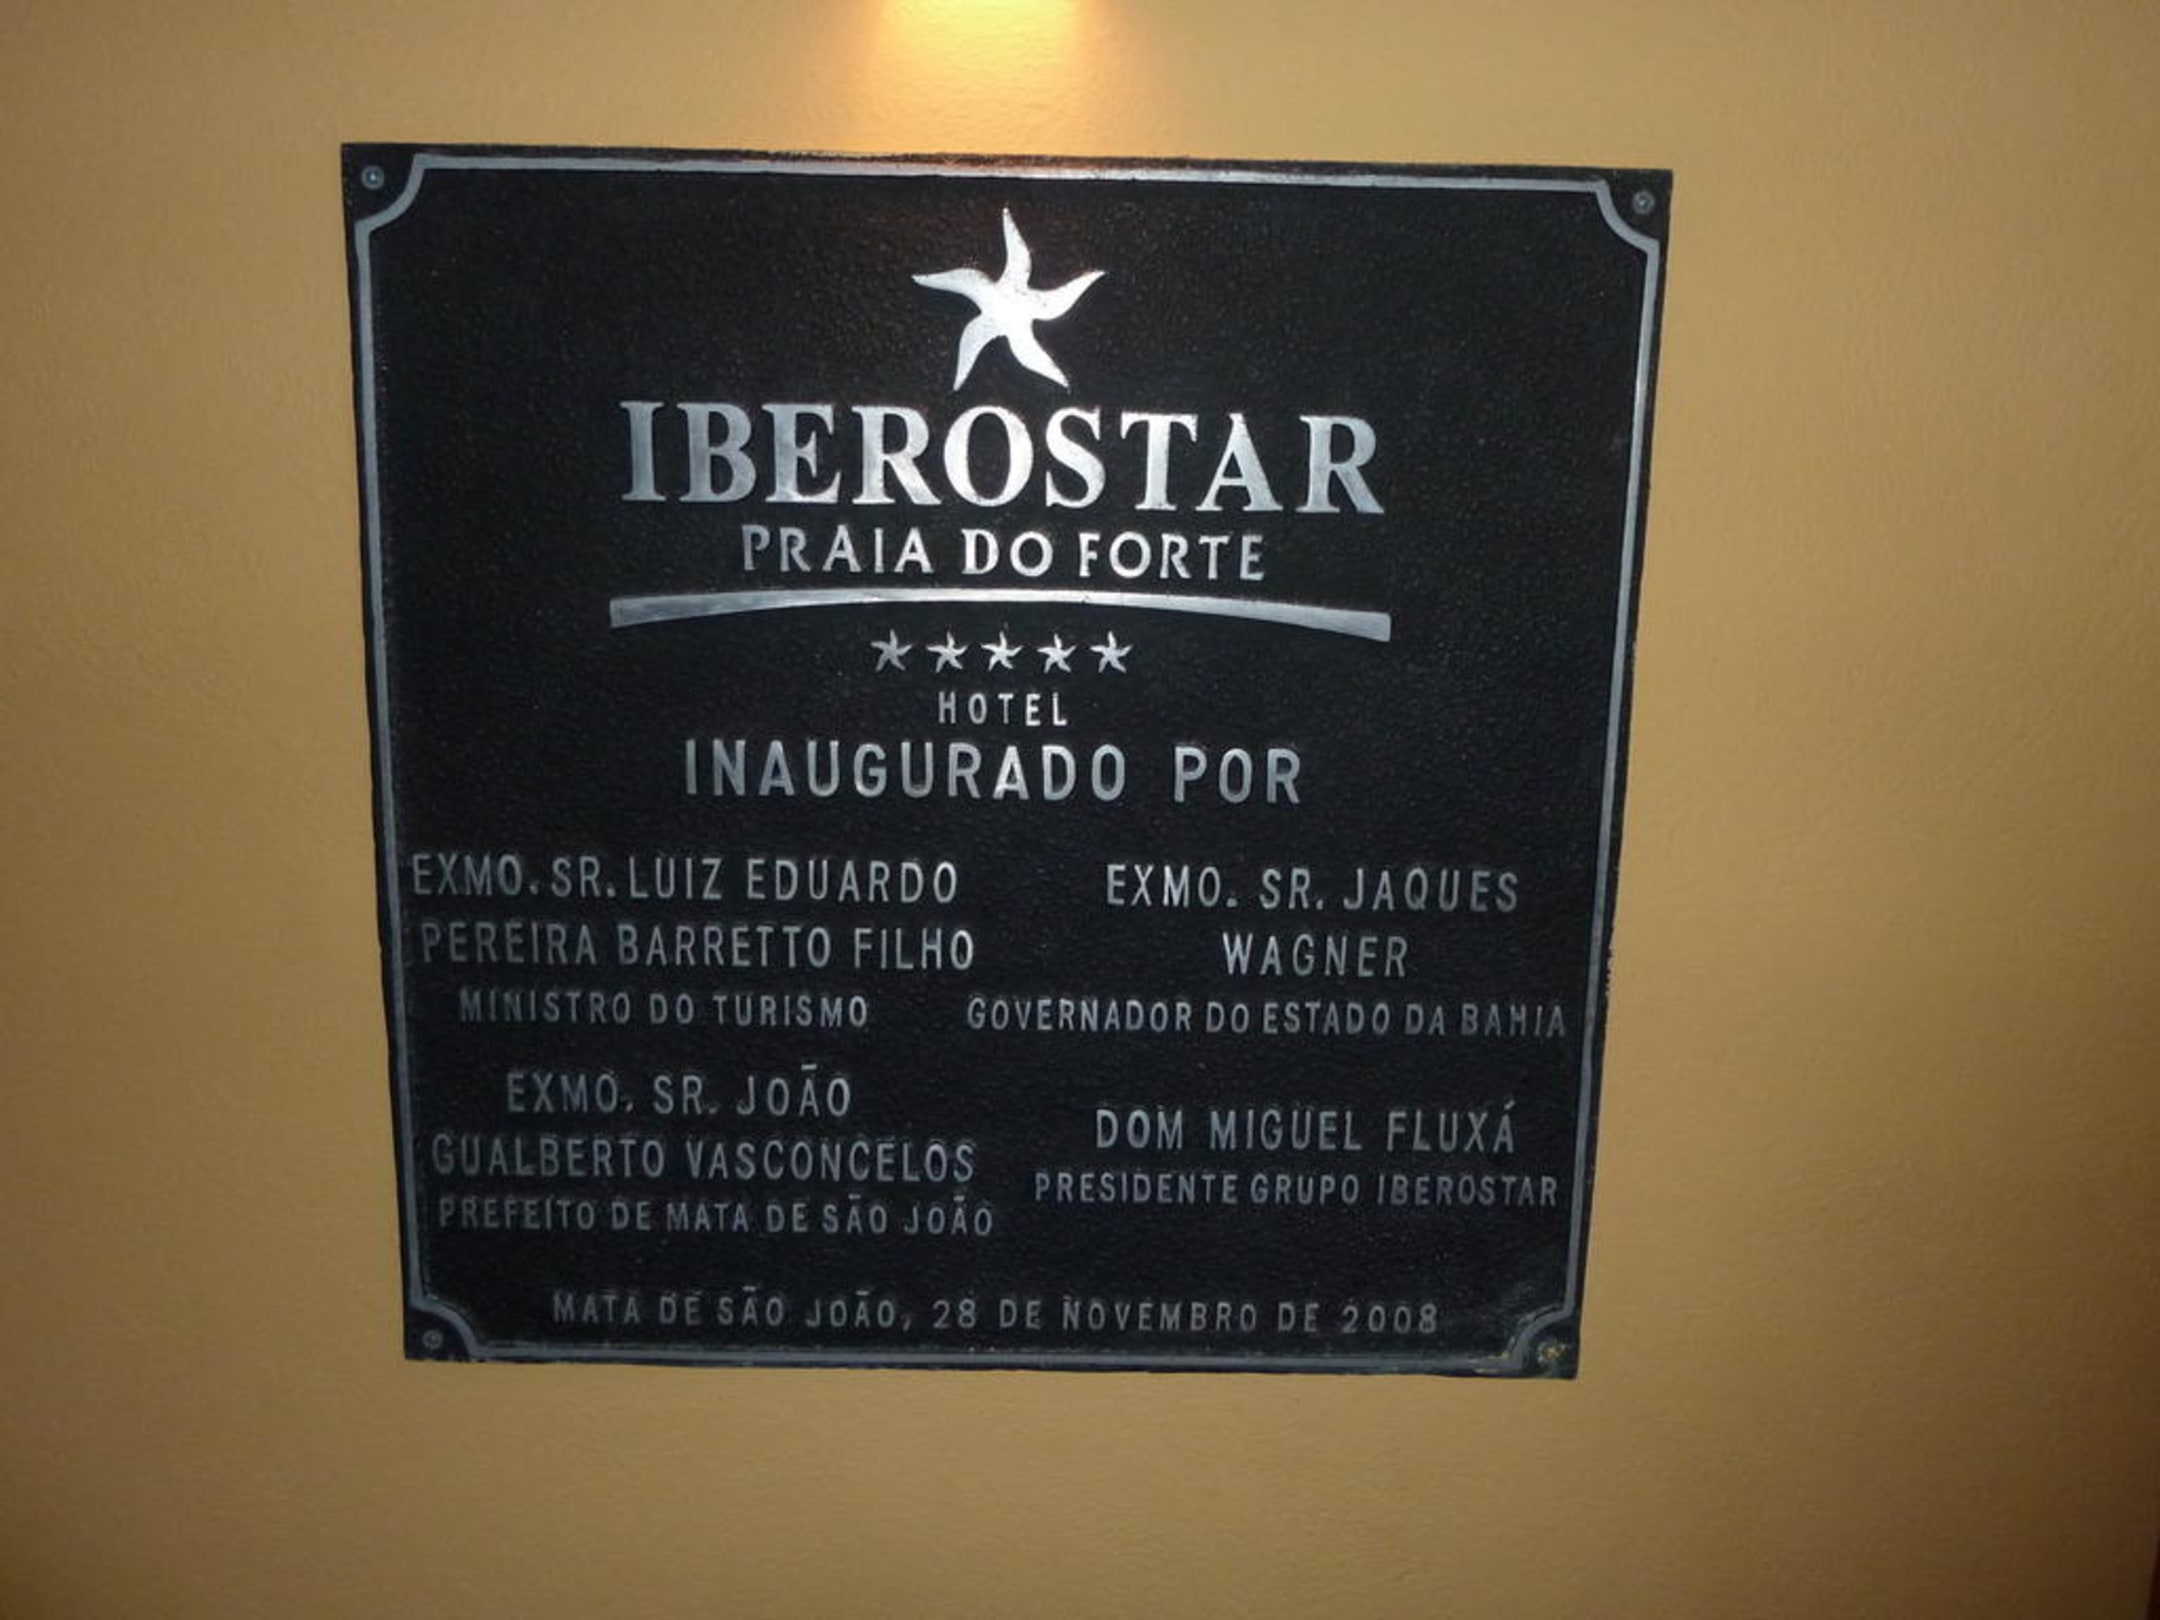 IBEROSTAR
PRAIA DO FORTE
HOTEL
INAUGURADO POR
EXMO. SR. LUIZ EDUARDO
PEREIRA BARRETTO FILHO
MINISTRO DO TURISMO
EXMO. SR. JAQUES
WAGNER
GOVERNADOR DO ESTADO DA BAHIA
EXMO. SR. JOÃO
GUALBERTO VASCONCELOS
PREFEITO DE MATA DE SÃO JOÃO
DOM MIGUEL FLUXÁ
PRESIDENTE GRUPO IBEROSTAR
MATA DE SÃO JOÃO, 28 DE NOVEMBRO DE 2008